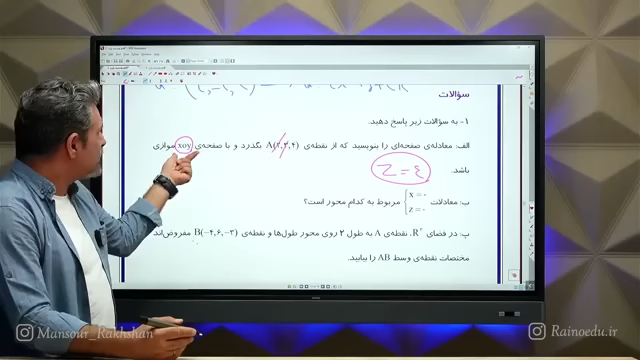 سؤالات
۱- به سؤالات زیر پاسخ دهید.
الف: معادله‌ی صفحه‌ای را بنویسید که از نقطه‌ی A(۲,۳,۴) بگذرد و با صفحه‌ی xoy موازی
باشد.
Z = ٤
ب: معادلات { x = ۰ z = ۰ مربوط به کدام محور است؟
پ: در فضای R³، نقطه‌ی A به طول ۲ روی محور طول‌ها و نقطه‌ی B(−۴,۶,−۳) مفروض‌اند
مختصات نقطه‌ی وسط AB را بیابید.
Mansour_Rakhshan
Rainoedu.ir